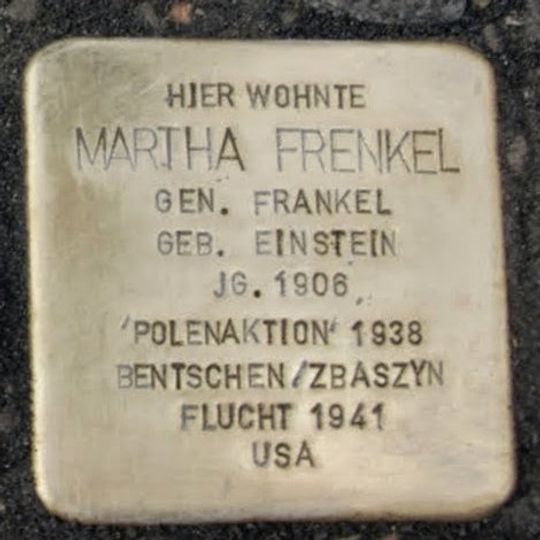 HIER WOHNTE
MARTHA FRENKEL
GEN. FRANKEL
GEB. EINSTEIN
JG. 1906
'POLENAKTION' 1938
BENTSCHEN/ZBASZYN
FLUCHT 1941
USA